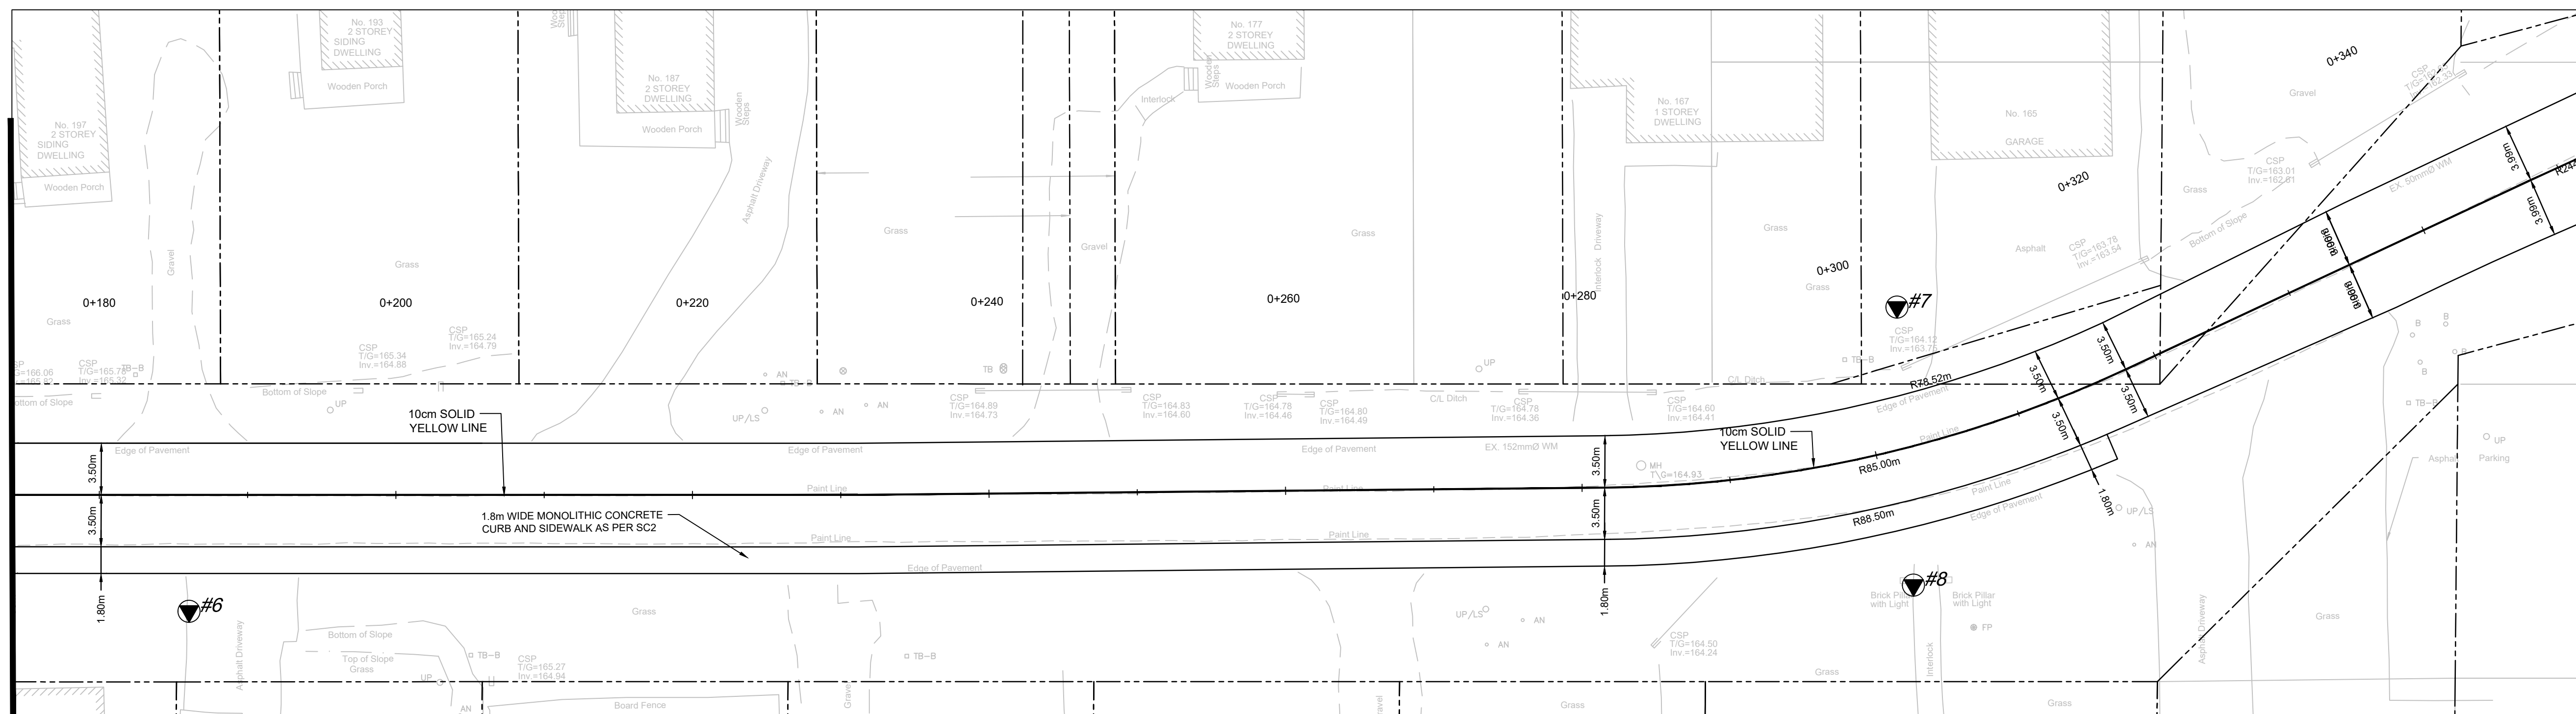 No. 193
2 STOREY
SIDING
DWELLING
Wooden Porch
No. 197
2 STOREY
SIDING
DWELLING
Wooden Porch
Gravel
Grass
0+180
Grass
0+200
No. 187
2 STOREY
DWELLING
Wooden Porch
Wooden
Steps
Asphalt Driveway
0+220
Grass
0+240
No. 177
2 STOREY
DWELLING
Wooden
Steps
Wooden Porch
Interlock
Gravel
Grass
0+260
No. 167
1 STOREY
DWELLING
Interlock Driveway
0+280
Grass
0+300
Grass
No. 165
GARAGE
0+320
Asphalt
0+340
Gravel
Grass
CSP
T/G=163.01
Inv.=162.81
EX. 50mmØ WM
Bottom of Slope
CSP
T/G=163.78
Inv.=163.54
3.99m
3.99m
#7
CSP
T/G=164.12
TB-B
CSP
T/G=165.34
Inv.=164.88
CSP
T/G=165.24
Inv.=164.79
TB-B
Bottom of Slope
UP
10cm SOLID
YELLOW LINE
Edge of Pavement
3.50m
3.50m
1.80m
AN
UP/LS
AN
AN
TB
CSP
T/G=164.89
Inv.=164.73
CSP
T/G=164.83
Inv.=164.60
CSP
T/G=164.78
Inv.=164.46
CSP
T/G=164.80
Inv.=164.49
C/L Ditch
UP
CSP
T/G=164.78
Inv.=164.36
CSP
T/G=164.60
Inv.=164.41
C/L Ditch
R78.52m
Edge of Pavement
Edge of Pavement
Edge of Pavement
EX. 152mmØ WM
3.50m
3.50m
1.80m
MH
T\G=164.93
10cm SOLID
YELLOW LINE
Paint Line
R85.00m
R88.50m
Paint Line
Edge of Pavement
3.50m
3.50m
3.50m
3.50m
1.80m
Paint Line
Paint Line
Paint Line
Paint Line
1.8m WIDE MONOLITHIC CONCRETE
CURB AND SIDEWALK AS PER SC2
Edge of Pavement
UP/LS
AN
B
B
B
B
TB-B
UP
Parking
#6
Asphalt Driveway
Bottom of Slope
Top of Slope
Grass
UP
TB-B
CSP
T/G=165.27
Inv.=164.94
AN
Grass
Board Fence
TB-B
UP/LS
AN
AN
CSP
T/G=164.50
Inv.=164.24
Grass
Grass
#8
with Light
Brick Pillar
with Light
FP
Interlock
Grass
Asphalt Driveway
Grass
Grass